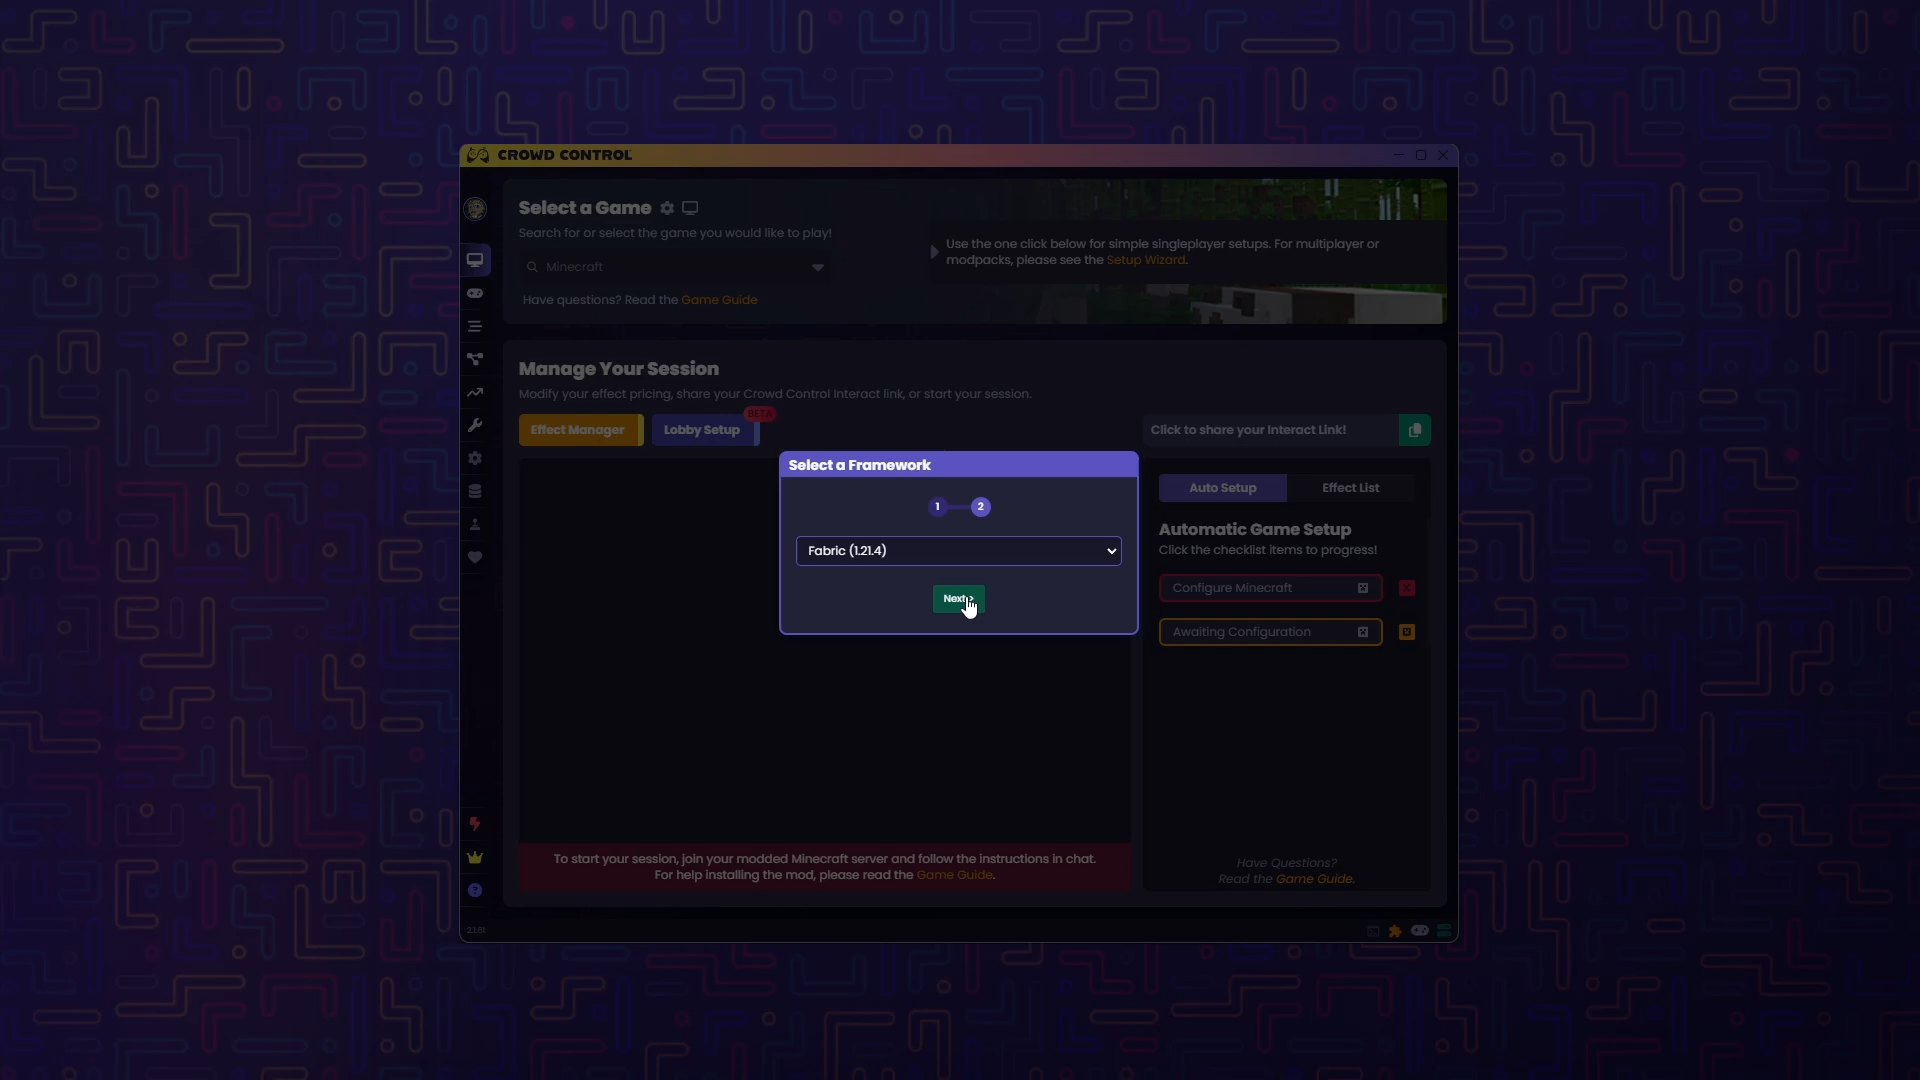 CROWD CONTROL
Select a Game
Search for or select the game you would like to play!
Minecraft
Have questions? Read the Game Guide
Use the one click below for simple singleplayer setups. For multiplayer or
modpacks, please see the Setup Wizard.
Manage Your Session
Modify your effect pricing, share your Crowd Control Interact link, or start your session.
Effect Manager
Lobby Setup
BETA
Click to share your Interact Link!
Select a Framework
1
2
Fabric (1.21.4)
Next >
Auto Setup
Effect List
Automatic Game Setup
Click the checklist items to progress!
Configure Minecraft
Awaiting Configuration
To start your session, join your modded Minecraft server and follow the instructions in chat.
For help installing the mod, please read the Game Guide.
Have Questions?
Read the Game Guide.
2.1.61